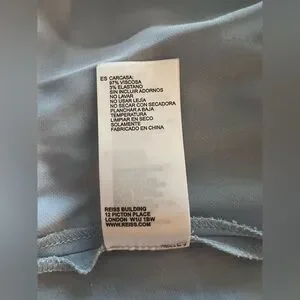 ES CARCASA:
97% VISCOSA
3% ELASTANO
SIN INCLUIR ADORNOS
NO LAVAR
NO USAR LEJÍA
NO SECAR CON SECADORA
PLANCHAR A BAJA
TEMPERATURA
LIMPIAR EN SECO
SOLAMENTE
FABRICADO EN CHINA
REISS BUILDING
12 PICTON PLACE
LONDON W1U 1BW
WWW.REISS.COM